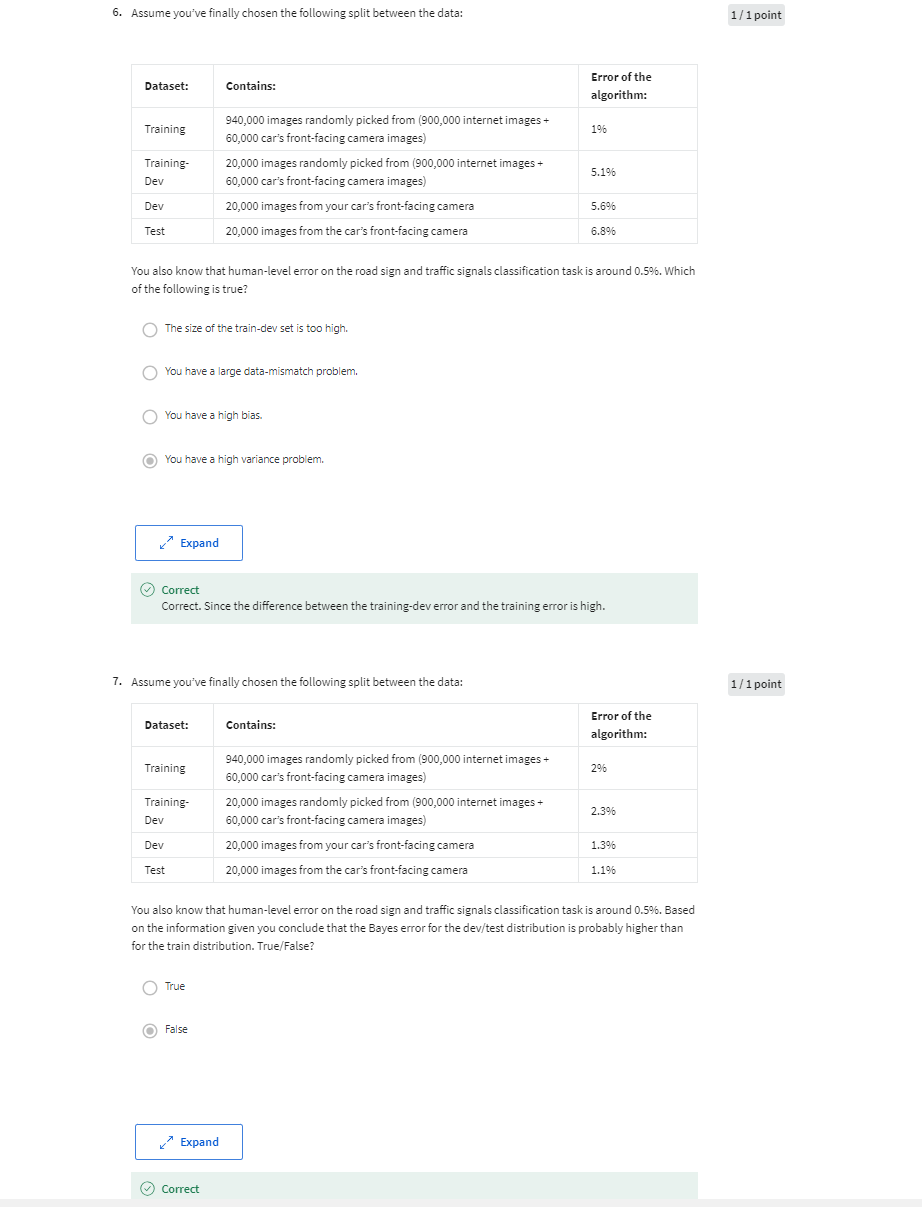 6. Assume you've finally chosen the following split between the data:
1 / 1 point
Dataset: Contains: Error of the
algorithm:
Training 940,000 images randomly picked from (900,000 internet images +
60,000 car's front-facing camera images) 1%
Training-
Dev 20,000 images randomly picked from (900,000 internet images +
60,000 car's front-facing camera images) 5.1%
Dev 20,000 images from your car's front-facing camera 5.6%
Test 20,000 images from the car's front-facing camera 6.8%
You also know that human-level error on the road sign and traffic signals classification task is around 0.5%. Which
of the following is true?
The size of the train-dev set is too high.
You have a large data-mismatch problem.
You have a high bias.
You have a high variance problem.
Expand
Correct
Correct. Since the difference between the training-dev error and the training error is high.
7. Assume you've finally chosen the following split between the data:
1 / 1 point
Dataset: Contains: Error of the
algorithm:
Training 940,000 images randomly picked from (900,000 internet images +
60,000 car's front-facing camera images) 2%
Training-
Dev 20,000 images randomly picked from (900,000 internet images +
60,000 car's front-facing camera images) 2.3%
Dev 20,000 images from your car's front-facing camera 1.3%
Test 20,000 images from the car's front-facing camera 1.1%
You also know that human-level error on the road sign and traffic signals classification task is around 0.5%. Based
on the information given you conclude that the Bayes error for the dev/test distribution is probably higher than
for the train distribution. True/False?
True
False
Expand
Correct